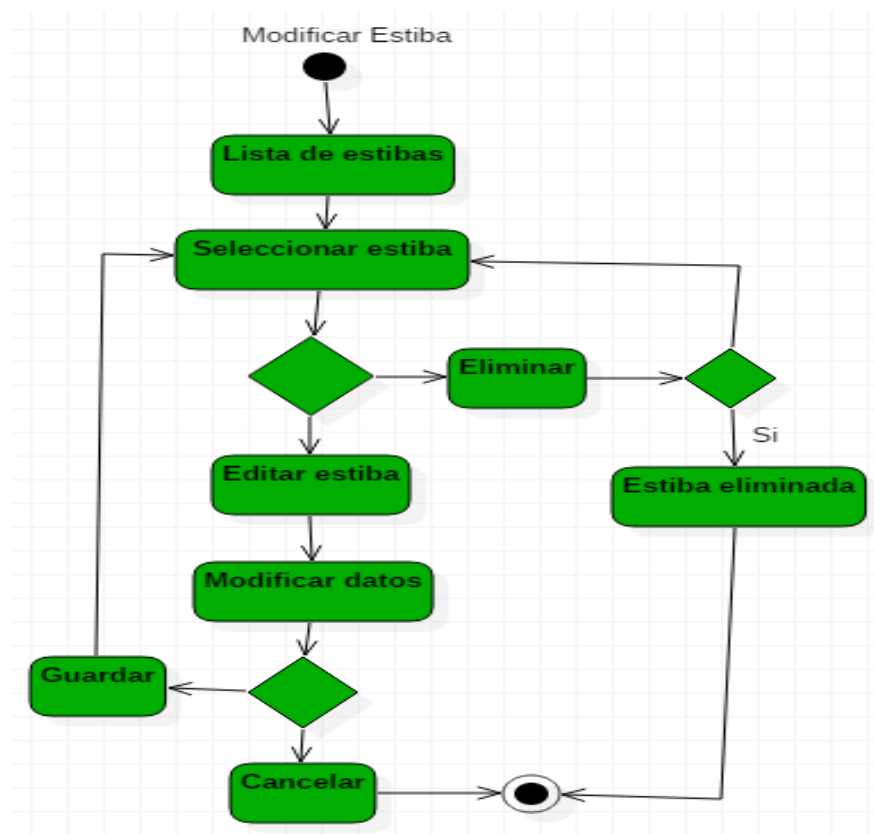 Modificar Estiba
Lista de estibas
Seleccionar estiba
Eliminar
Si
Editar estiba
Estiba eliminada
Modificar datos
Guardar
Cancelar